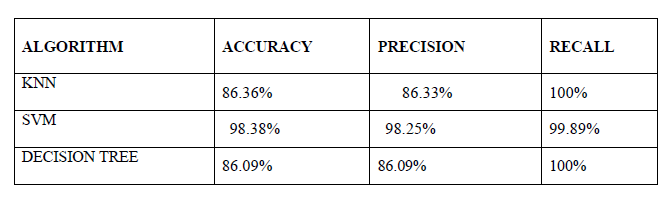 ALGORITHM ACCURACY PRECISION RECALL
KNN 86.36% 86.33% 100%
SVM 98.38% 98.25% 99.89%
DECISION TREE 86.09% 86.09% 100%